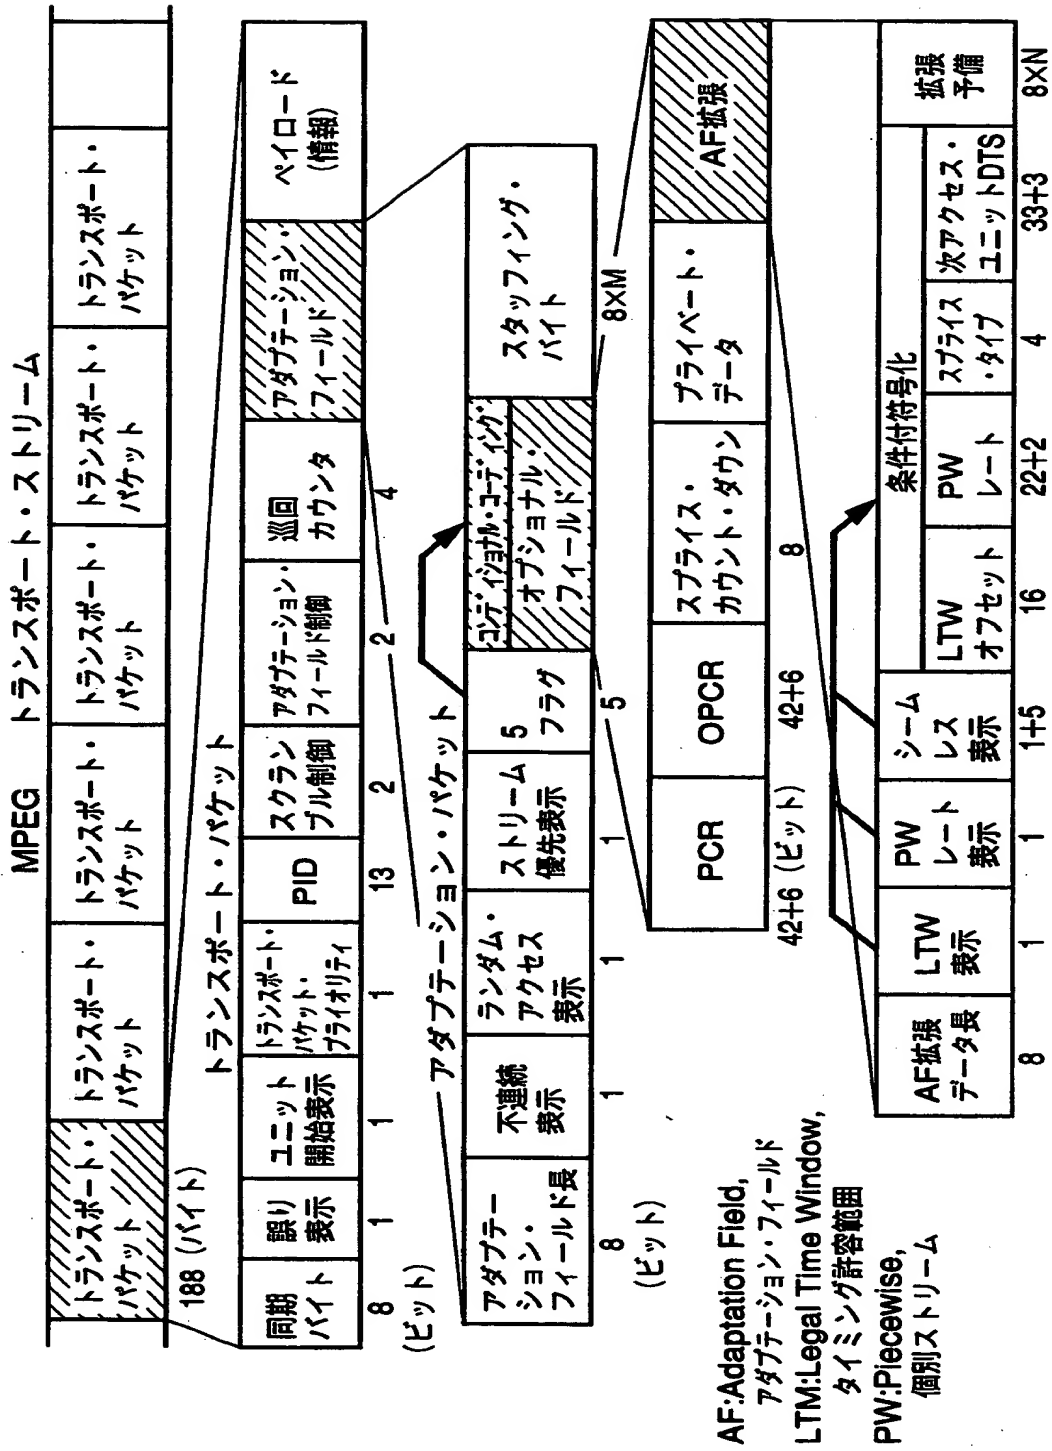 MPEG トランスポート・ストリーム
トランスポート・
パケット
トランスポート・
パケット
トランスポート・
パケット
トランスポート・
パケット
トランスポート・
パケット
トランスポート・
パケット
188 (バイト)
トランスポート・パケット
同期
バイト
誤り
表示
ユニット
開始表示
トランスポート・
パケット・
プライオリティ
PID
スクラン
ブル制御
アダプテーション・
フィールド制御
巡回
カウンタ
アダプテーション・
フィールド
ペイロード
(情報)
8
1
1
1
13
2
2
4
(ビット)
アダプテーション・パケット
アダプテー
ション・
フィールド長
不連続
表示
ランダム・
アクセス
表示
ストリーム
優先表示
5
フラグ
コンディショナル・コーディング
オプショナル・
フィールド
スタッフィング・
バイト
8
1
1
1
5
8×M
(ビット)
PCR
OPCR
スプライス・
カウント・ダウン
プライベート・
データ
AF拡張
42+6 (ビット)
42+6
8
AF拡張
データ長
LTW
表示
PW
レート
表示
シーム
レス
表示
条件付符号化
LTW
オフセット
PW
レート
スプライス
・タイプ
次アクセス・
ユニットDTS
拡張
予備
8
1
1
1+5
16
22+2
4
33+3
8×N
AF:Adaptation Field,
アダプテーション・フィールド
LTM:Legal Time Window,
タイミング許容範囲
PW:Piecewise,
個別ストリーム